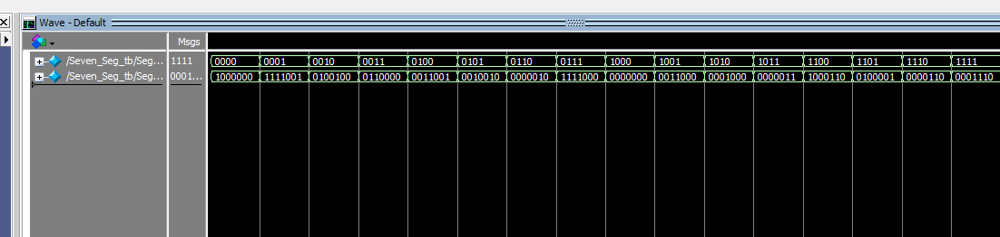 Wave - Default
Msgs
/Seven_Seg_tb/Seg... 1111 0000 0001 0010 0011 0100 0101 0110 0111 1000 1001 1010 1011 1100 1101 1110 1111
/Seven_Seg_tb/Seg... 0001... 1000000 1111001 0100100 0110000 0011001 0010010 0000010 1111000 0000000 0011000 0001000 0000011 1000110 0100001 0000110 0001110